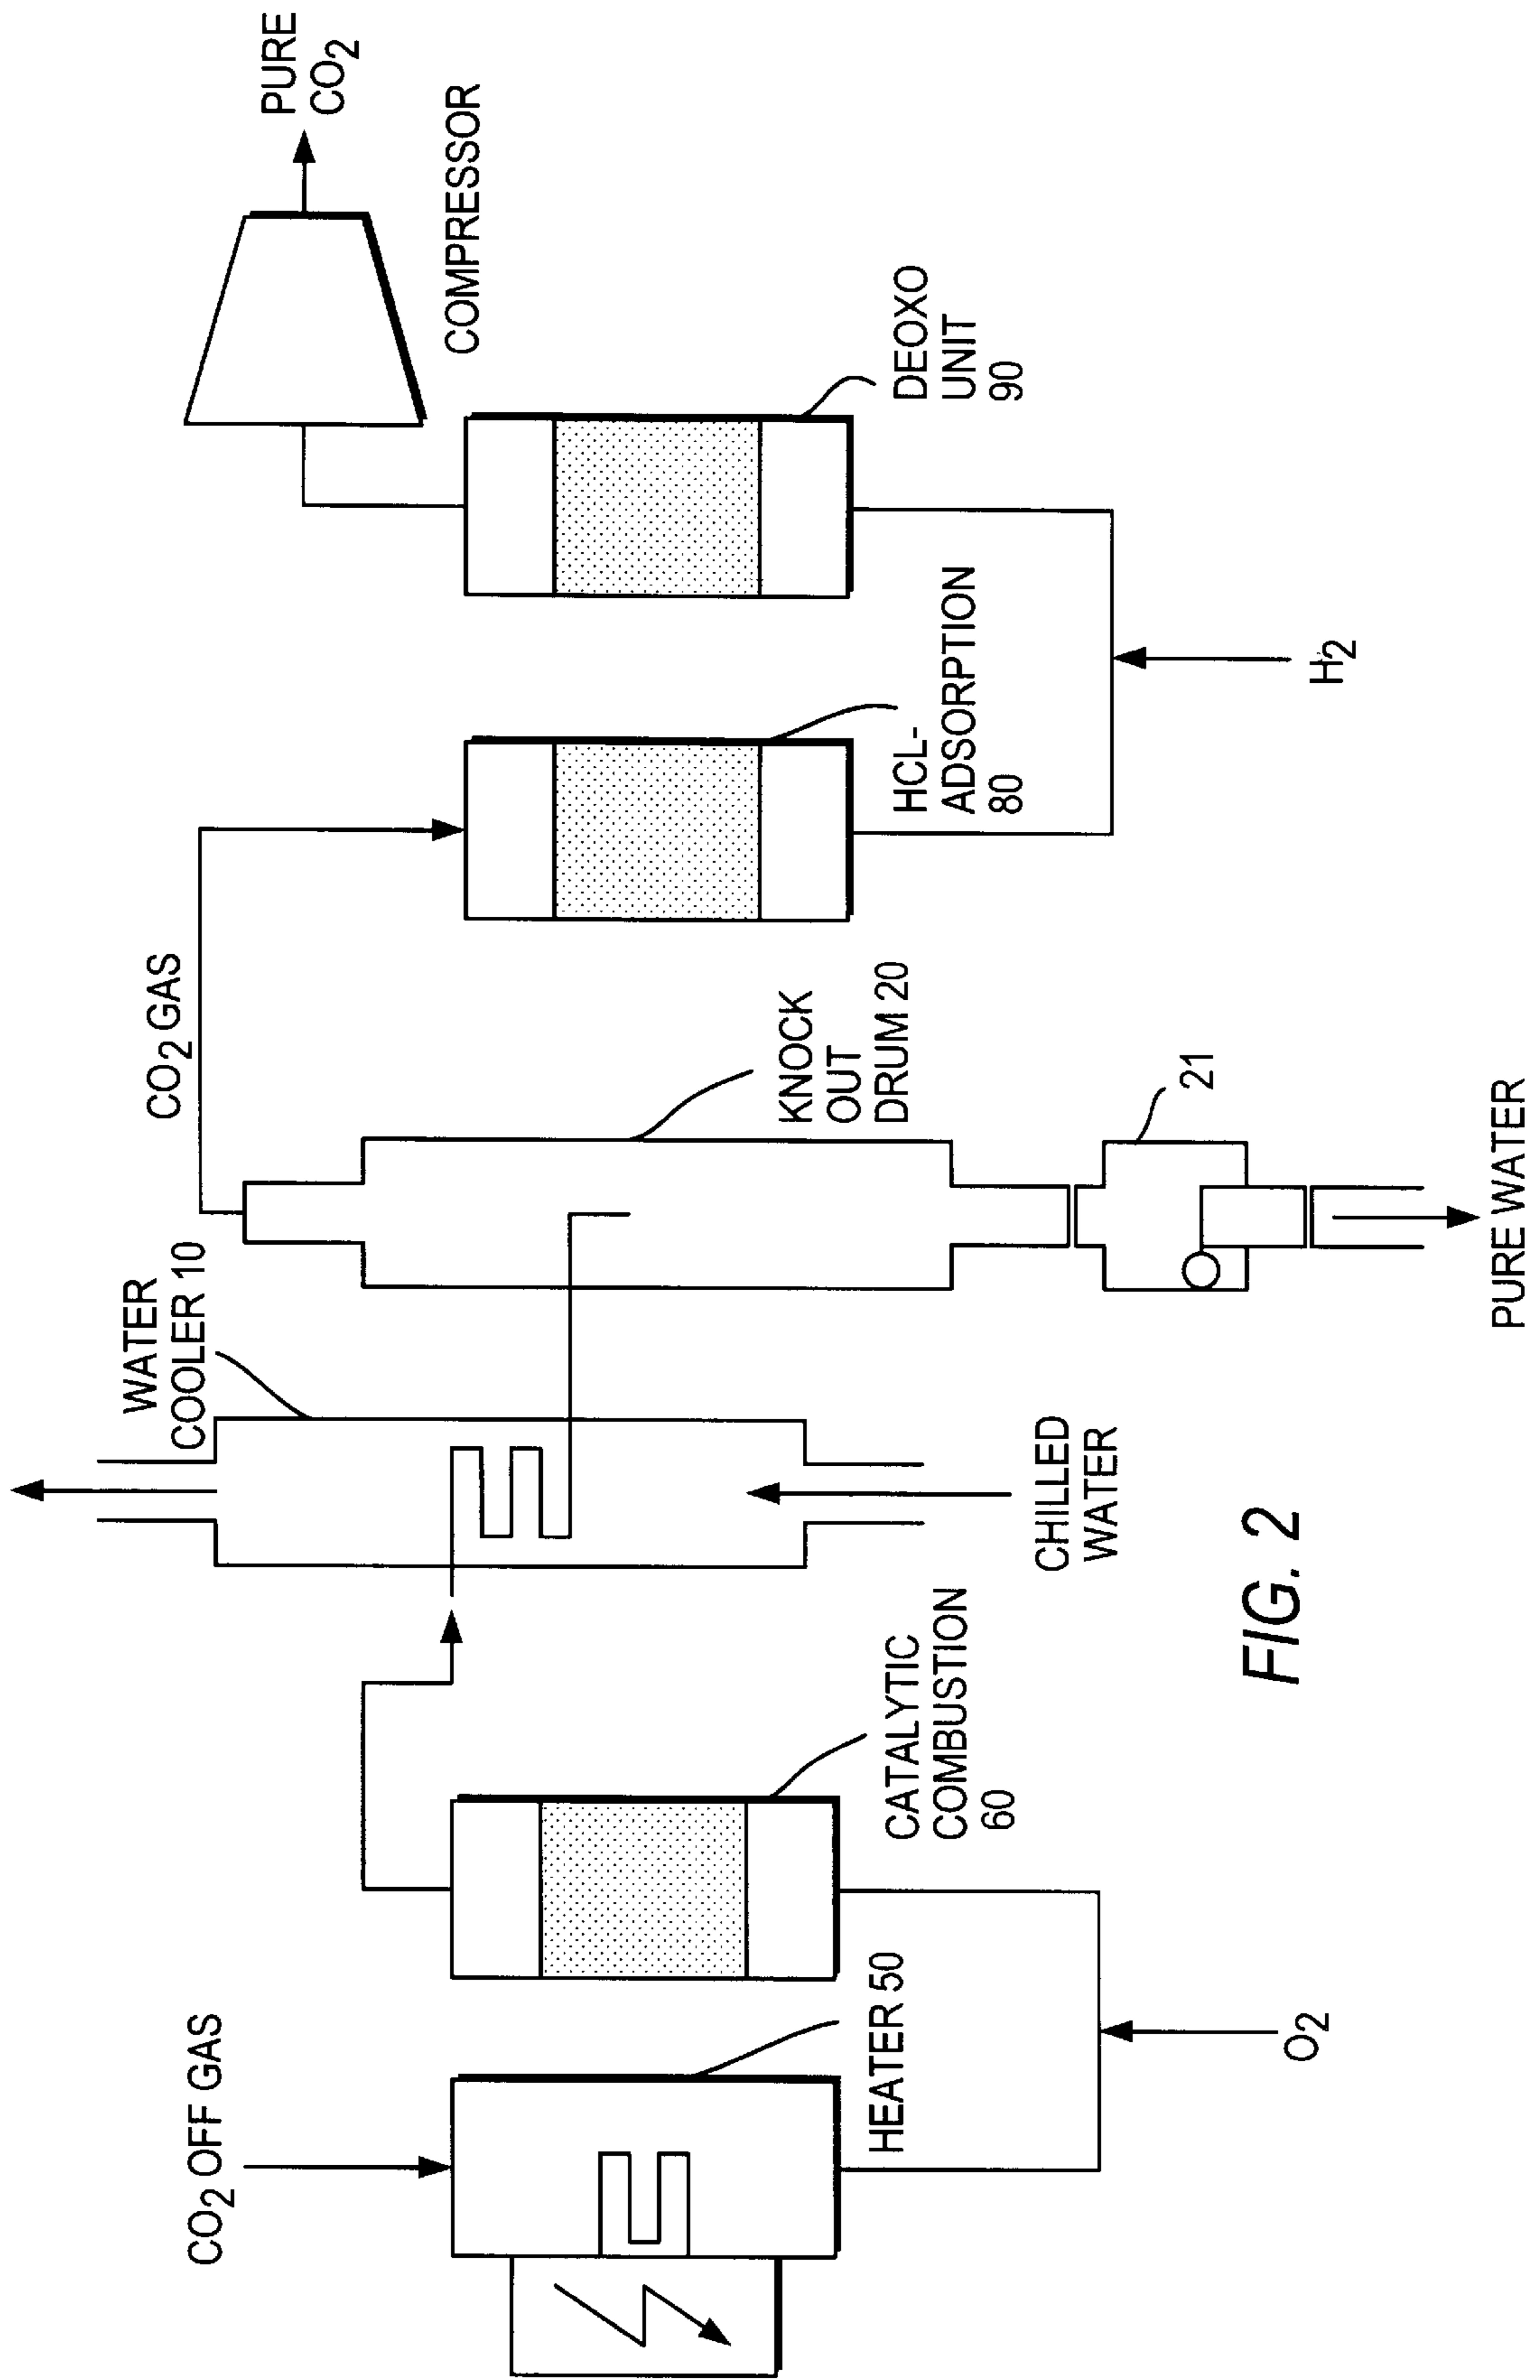 CO2 OFF GAS
HEATER 50
O2
CATALYTIC
COMBUSTION
60
WATER
COOLER 10
CHILLED
WATER
CO2 GAS
KNOCK
OUT
DRUM 20
21
PURE WATER
HCL-
ADSORPTION
80
H2
DEOXO
UNIT
90
COMPRESSOR
PURE
CO2
FIG. 2